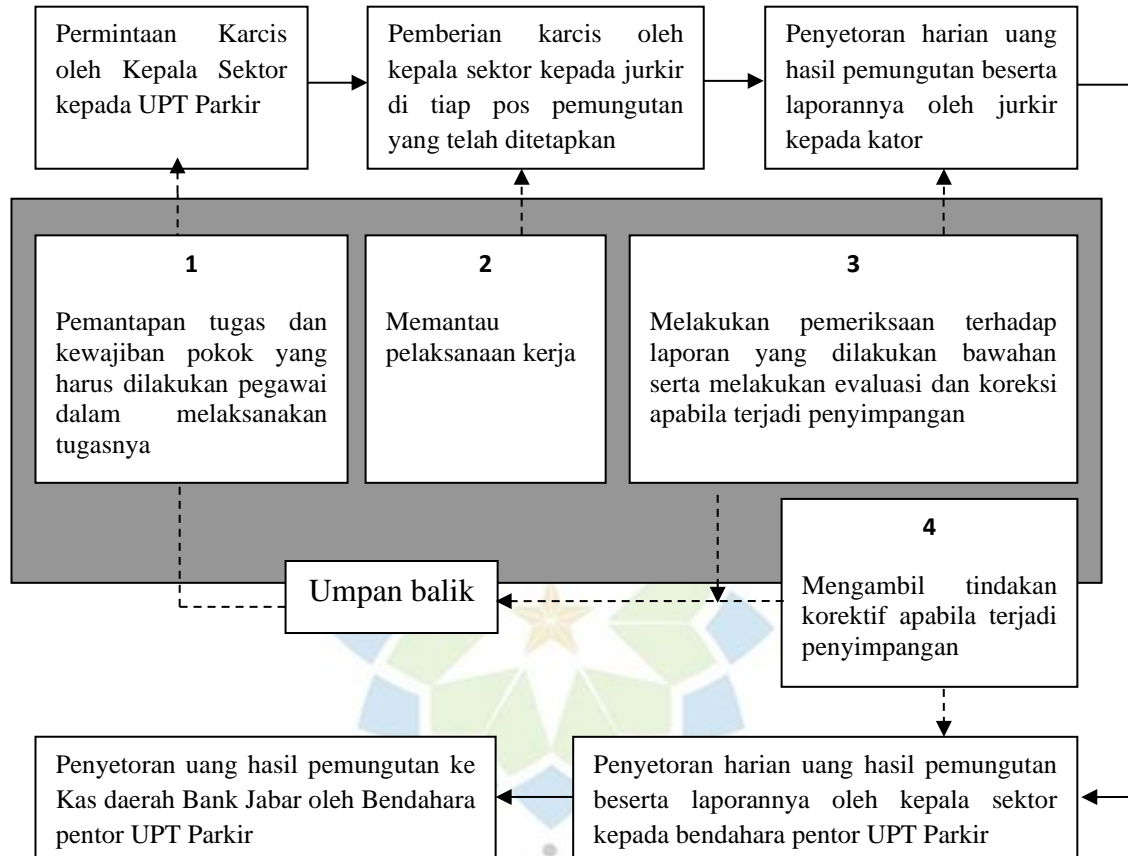 Permintaan Karcis
oleh Kepala Sektor
kepada UPT Parkir
Pemberian karcis oleh
kepala sektor kepada jurkir
di tiap pos pemungutan
yang telah ditetapkan
Penyetoran harian uang
hasil pemungutan beserta
laporannya oleh jurkir
kepada kator
1
Pemantapan tugas dan
kewajiban pokok yang
harus dilakukan pegawai
dalam melaksanakan
tugasnya
2
Memantau
pelaksanaan kerja
3
Melakukan pemeriksaan terhadap
laporan yang dilakukan bawahan
serta melakukan evaluasi dan koreksi
apabila terjadi penyimpangan
4
Mengambil tindakan
korektif apabila terjadi
penyimpangan
Umpan balik
Penyetoran uang hasil pemungutan ke
Kas daerah Bank Jabar oleh Bendahara
pentor UPT Parkir
Penyetoran harian uang hasil pemungutan
beserta laporannya oleh kepala sektor
kepada bendahara pentor UPT Parkir